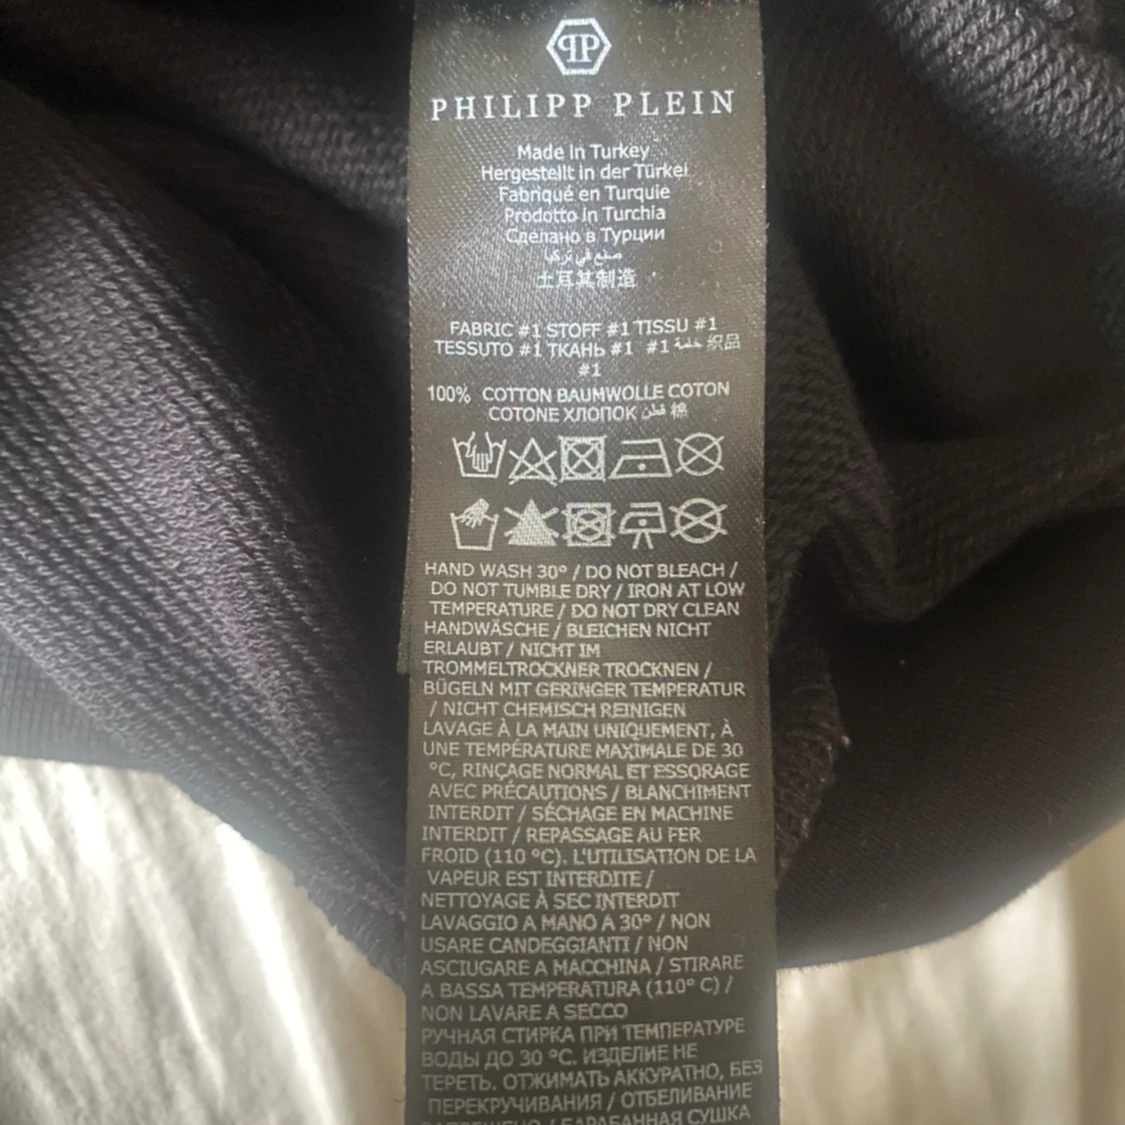 PHILIPP PLEIN
Made in Turkey
Hergestellt in der Türkei
Fabriqué en Turquie
Prodotto in Turchia
Сделано в Турции
صنع في تركيا
土耳其制造
FABRIC #1 STOFF #1 TISSU #1
TESSUTO #1 ТКАНЬ #1 #1 خامة 织品
#1
100% COTTON BAUMWOLLE COTON
COTONE ХЛОПОК قطن 棉
HAND WASH 30° / DO NOT BLEACH /
DO NOT TUMBLE DRY / IRON AT LOW
TEMPERATURE / DO NOT DRY CLEAN
HANDWÄSCHE / BLEICHEN NICHT
ERLAUBT / NICHT IM
TROMMELTROCKNER TROCKNEN /
BÜGELN MIT GERINGER TEMPERATUR
/ NICHT CHEMISCH REINIGEN
LAVAGE À LA MAIN UNIQUEMENT, À
UNE TEMPÉRATURE MAXIMALE DE 30
°C, RINÇAGE NORMAL ET ESSORAGE
AVEC PRÉCAUTIONS / BLANCHIMENT
INTERDIT / SÉCHAGE EN MACHINE
INTERDIT / REPASSAGE AU FER
FROID (110 °C). L'UTILISATION DE LA
VAPEUR EST INTERDITE /
NETTOYAGE À SEC INTERDIT
LAVAGGIO A MANO A 30° / NON
USARE CANDEGGIANTI / NON
ASCIUGARE A MACCHINA / STIRARE
A BASSA TEMPERATURA (110° C) /
NON LAVARE A SECCO
РУЧНАЯ СТИРКА ПРИ ТЕМПЕРАТУРЕ
ВОДЫ ДО 30 °С. ИЗДЕЛИЕ НЕ
ТЕРЕТЬ. ОТЖИМАТЬ АККУРАТНО, БЕЗ
ПЕРЕКРУЧИВАНИЯ / ОТБЕЛИВАНИЕ
/ БАРАБАННАЯ СУШКА